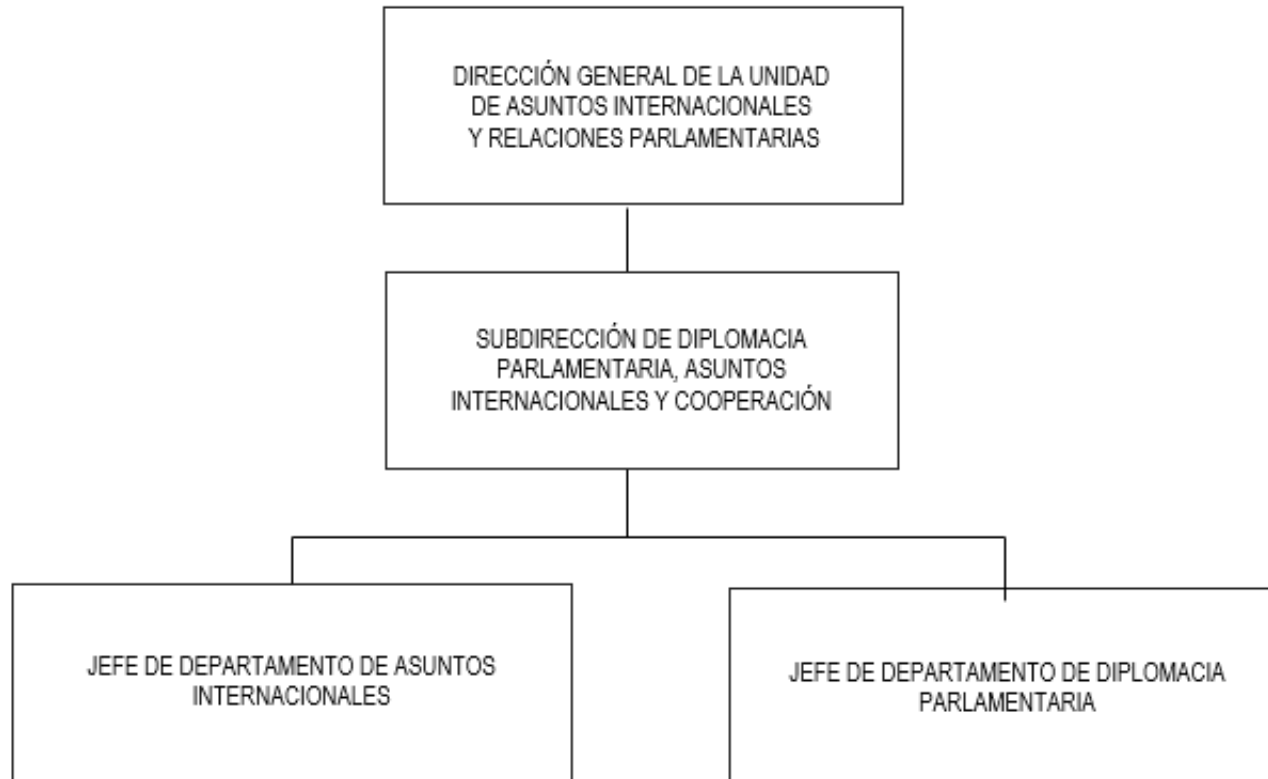 DIRECCIÓN GENERAL DE LA UNIDAD
DE ASUNTOS INTERNACIONALES
Y RELACIONES PARLAMENTARIAS
SUBDIRECCIÓN DE DIPLOMACIA
PARLAMENTARIA, ASUNTOS
INTERNACIONALES Y COOPERACIÓN
JEFE DE DEPARTAMENTO DE ASUNTOS
INTERNACIONALES
JEFE DE DEPARTAMENTO DE DIPLOMACIA
PARLAMENTARIA